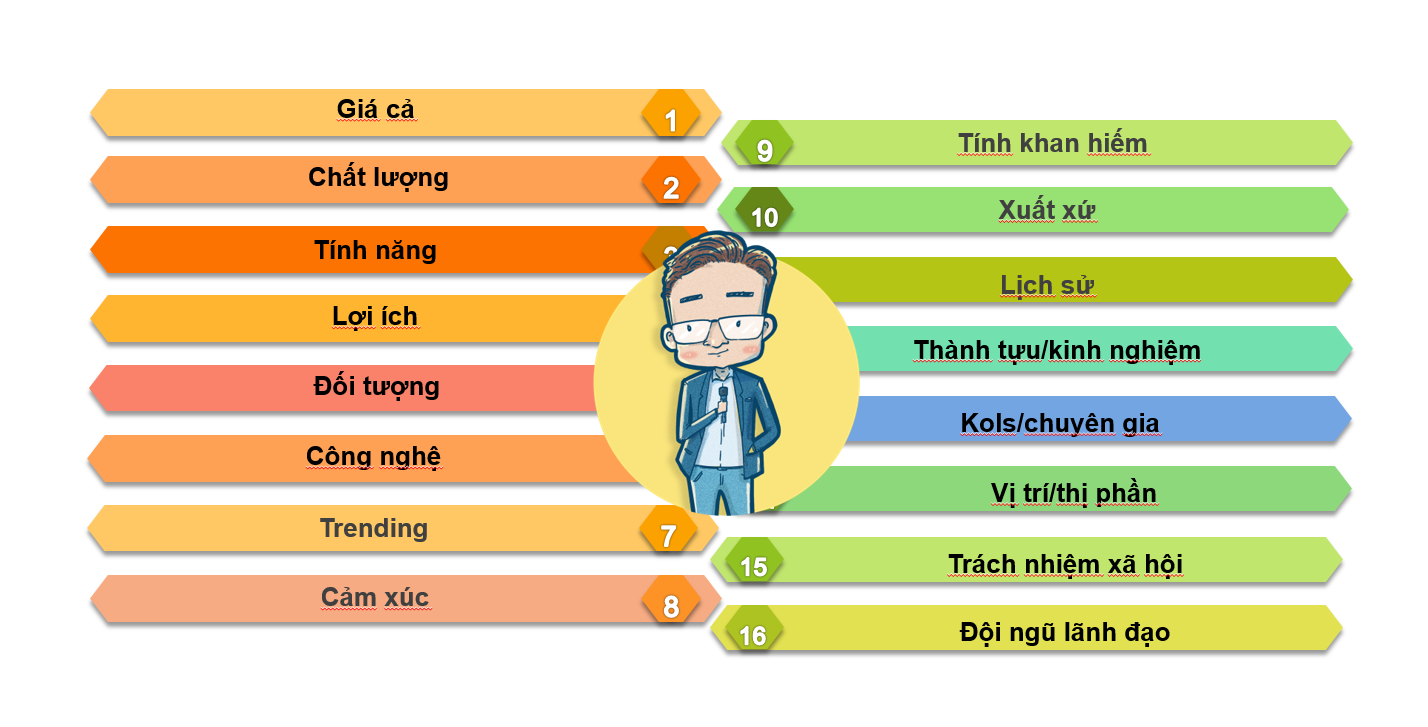 Giá cả
1
Chất lượng
2
Tính năng
Lợi ích
Đối tượng
Công nghệ
Trending
7
Cảm xúc
8
9
Tính khan hiếm
10
Xuất xứ
Lịch sử
Thành tựu/kinh nghiệm
Kols/chuyên gia
Vị trí/thị phần
15
Trách nhiệm xã hội
16
Đội ngũ lãnh đạo